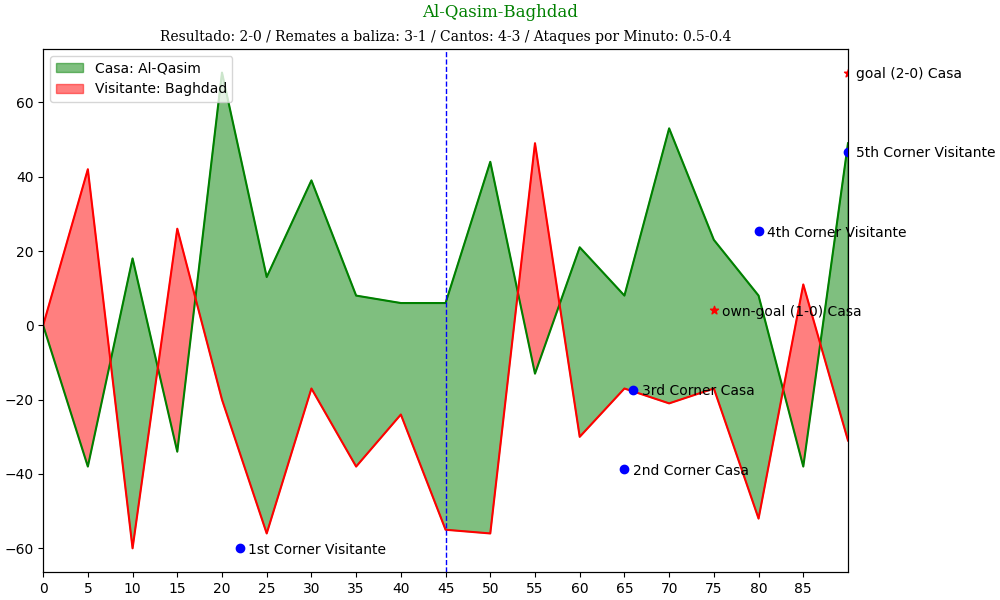 Al-Qasim-Baghdad
Resultado: 2-0 / Remates a baliza: 3-1 / Cantos: 4-3 / Ataques por Minuto: 0.5-0.4
Casa: Al-Qasim
Visitante: Baghdad
goal (2-0) Casa
5th Corner Visitante
4th Corner Visitante
own-goal (1-0) Casa
3rd Corner Casa
2nd Corner Casa
1st Corner Visitante
60
40
20
0
−20
−40
−60
0 5 10 15 20 25 30 35 40 45 50 55 60 65 70 75 80 85